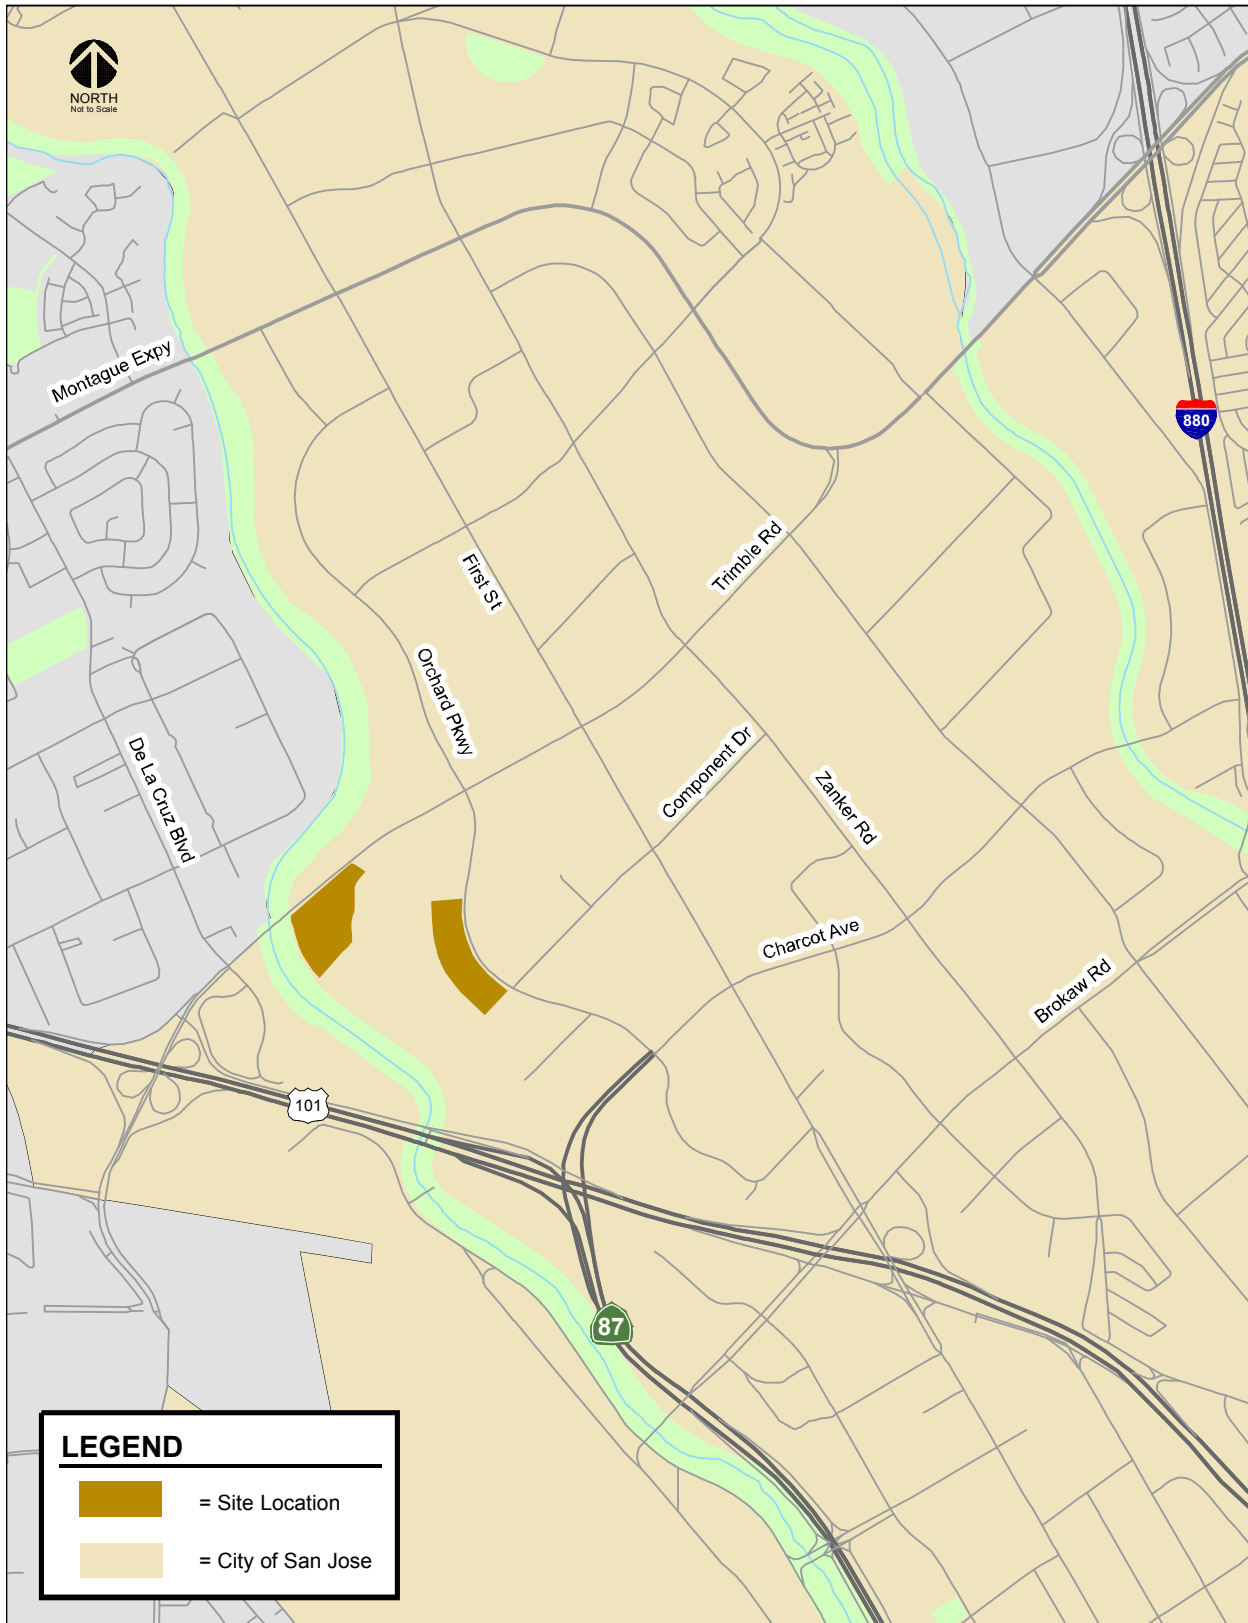 NORTH
Not to Scale
Montague Expy
880
First St
Trimble Rd
Orchard Pkwy
De La Cruz Blvd
Component Dr
Zanker Rd
Charcot Ave
Brokaw Rd
101
87
LEGEND
= Site Location
= City of San Jose